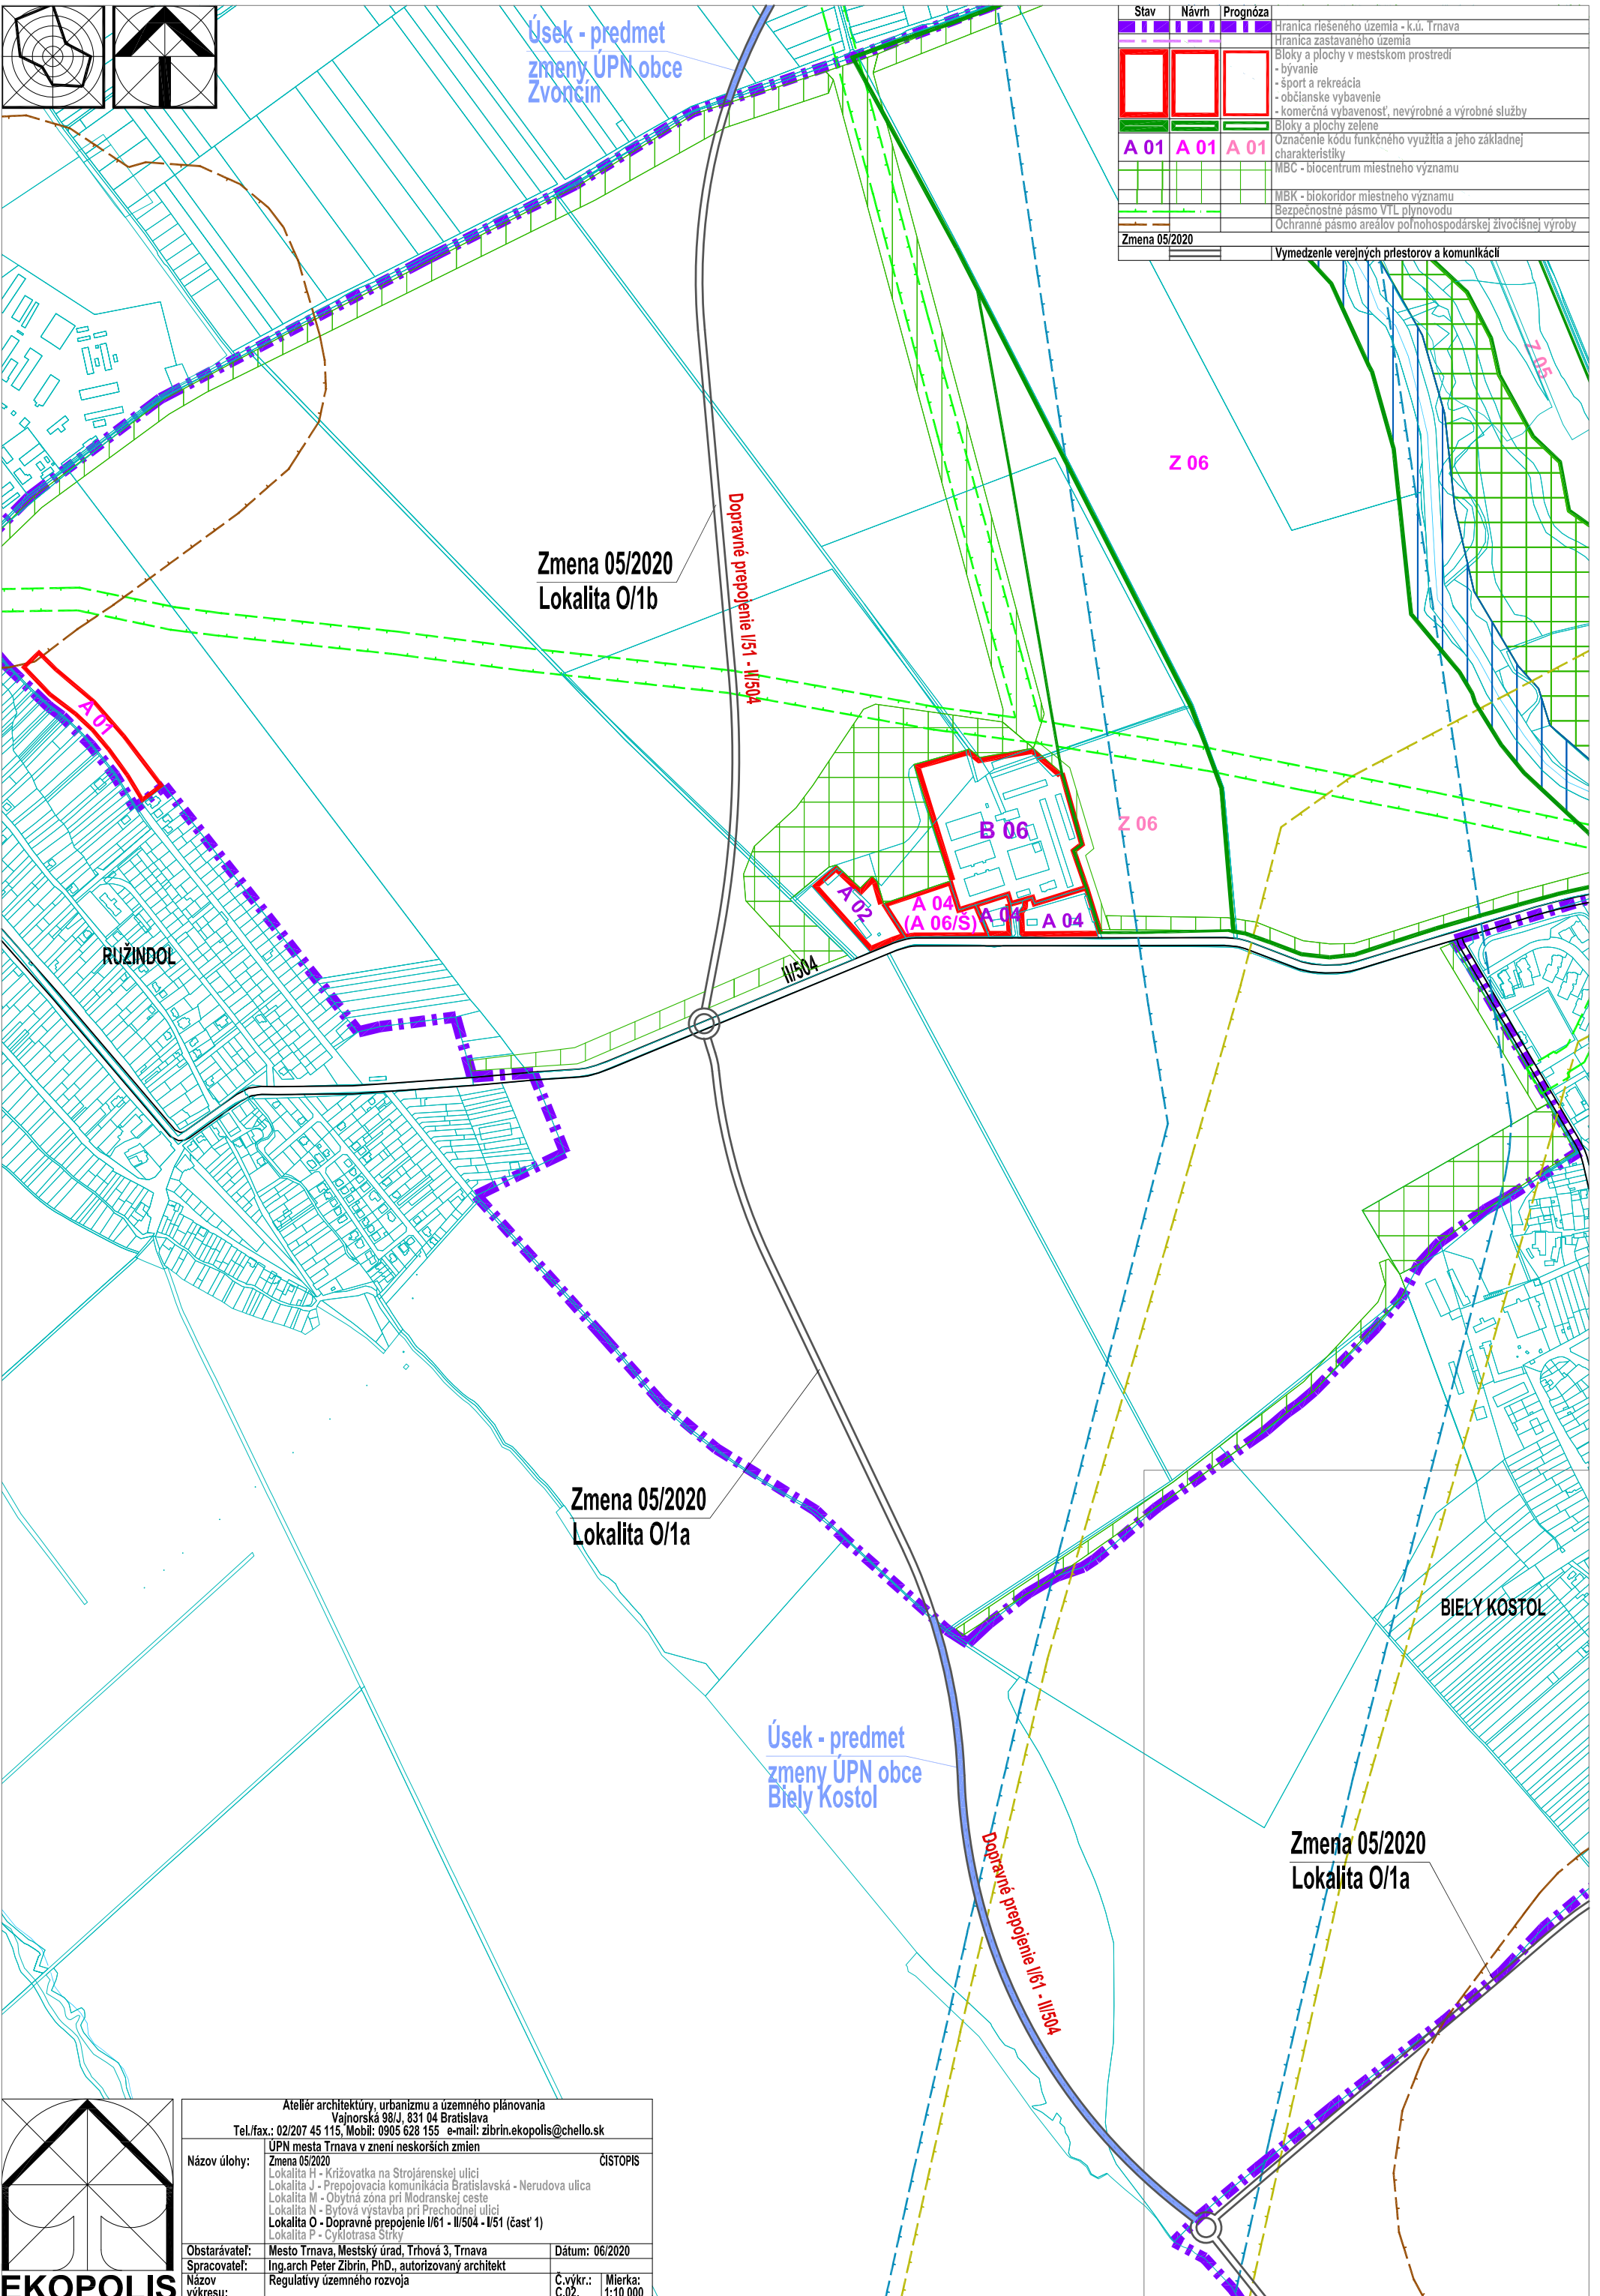 Úsek - predmet
zmeny ÚPN obce
Zvončín
Stav Návrh Prognóza
Hranica riešeného územia - k.ú. Trnava
Hranica zastavaného územia
Bloky a plochy v mestskom prostredí
- bývanie
- šport a rekreácia
- občianske vybavenie
- komerčná vybavenosť, nevýrobné a výrobné služby
Bloky a plochy zelene
A 01 A 01 A 01
Označenie kódu funkčného využitia a jeho základnej
charakteristiky
MBC - biocentrum miestneho významu
MBK - biokoridor miestneho významu
Bezpečnostné pásmo VTL plynovodu
Ochranné pásmo areálov poľnohospodárskej živočíšnej výroby
Zmena 05/2020
Vymedzenie verejných priestorov a komunikácií
Z 05
Z 06
Zmena 05/2020
Lokalita O/1b
Dopravné prepojenie I/51 - II/504
A 01
B 06
Z 06
A 02
A 04
(A 06/Š)
A 04
A 04
RUŽINDOL
II/504
Zmena 05/2020
Lokalita O/1a
BIELY KOSTOL
Úsek - predmet
zmeny ÚPN obce
Biely Kostol
Dopravné prepojenie I/61 - II/504
Zmena 05/2020
Lokalita O/1a
Ateliér architektúry, urbanizmu a územného plánovania
Vajnorská 98/J, 831 04 Bratislava
Tel./fax.: 02/207 45 115, Mobil: 0905 628 155 e-mail: zibrin.ekopolis@chello.sk
ÚPN mesta Trnava v znení neskorších zmien
Názov úlohy: Zmena 05/2020 ČISTOPIS
Lokalita H - Križovatka na Strojárenskej ulici
Lokalita J - Prepojovacia komunikácia Bratislavská - Nerudova ulica
Lokalita M - Obytná zóna pri Modranskej ceste
Lokalita N - Bytová výstavba pri Prechodnej ulici
Lokalita O - Dopravné prepojenie I/61 - II/504 - I/51 (časť 1)
Lokalita P - Cyklotrasa Štrky
Obstarávateľ: Mesto Trnava, Mestský úrad, Trhová 3, Trnava Dátum: 06/2020
Spracovateľ: Ing.arch Peter Zibrin, PhD., autorizovaný architekt
Názov výkresu: Regulatívy územného rozvoja Č.výkr.: C.02. Mierka: 1:10 000
EKOPOLIS